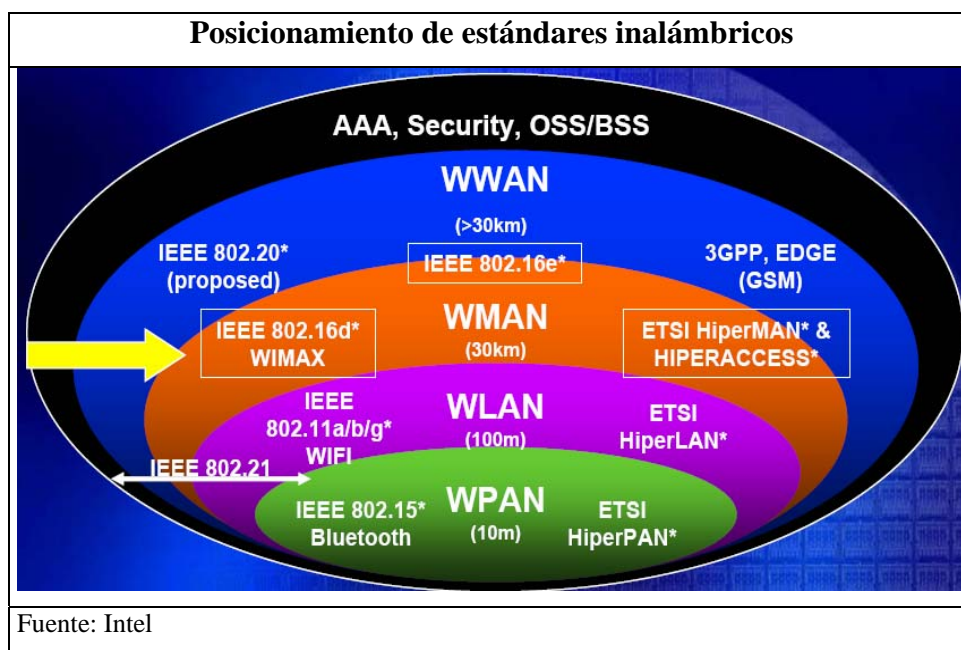 Posicionamiento de estándares inalámbricos
AAA, Security, OSS/BSS
WWAN
(>30km)
IEEE 802.20*
(proposed)
IEEE 802.16e*
3GPP, EDGE
(GSM)
IEEE 802.16d*
WIMAX
WMAN
(30km)
ETSI HiperMAN* &
HIPERACCESS*
IEEE
802.11a/b/g*
WIFI
WLAN
(100m)
ETSI
HiperLAN*
IEEE 802.21
IEEE 802.15*
Bluetooth
WPAN
(10m)
ETSI
HiperPAN*
Fuente: Intel